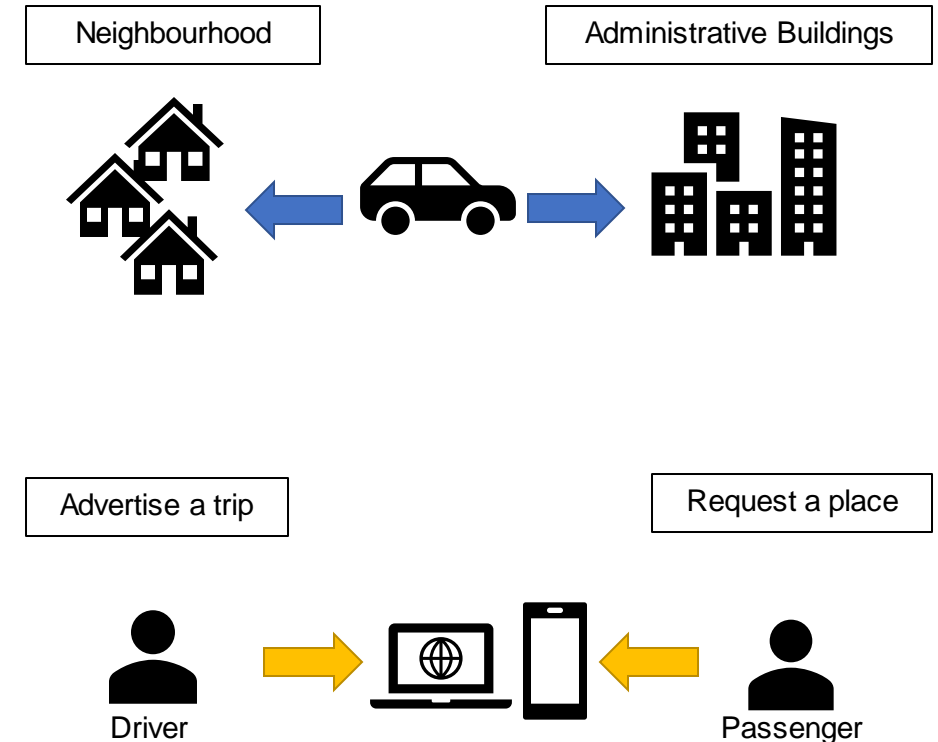 Neighbourhood
Administrative Buildings
Advertise a trip
Request a place
Driver
Passenger